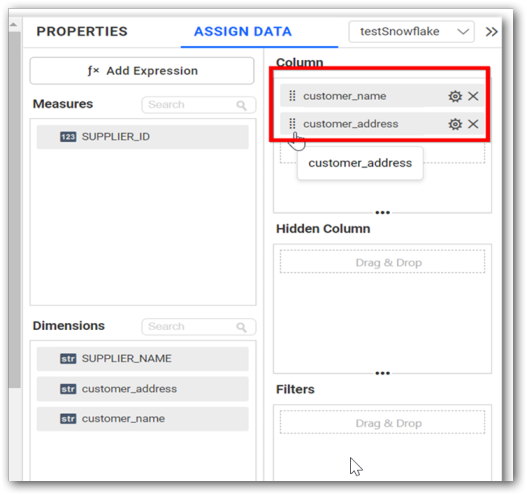 PROPERTIES
ASSIGN DATA
testSnowflake
fx Add Expression
Measures
Search
123 SUPPLIER_ID
Dimensions
Search
str SUPPLIER_NAME
str customer_address
str customer_name
Column
customer_name
customer_address
customer_address
Hidden Column
Drag & Drop
Filters
Drag & Drop